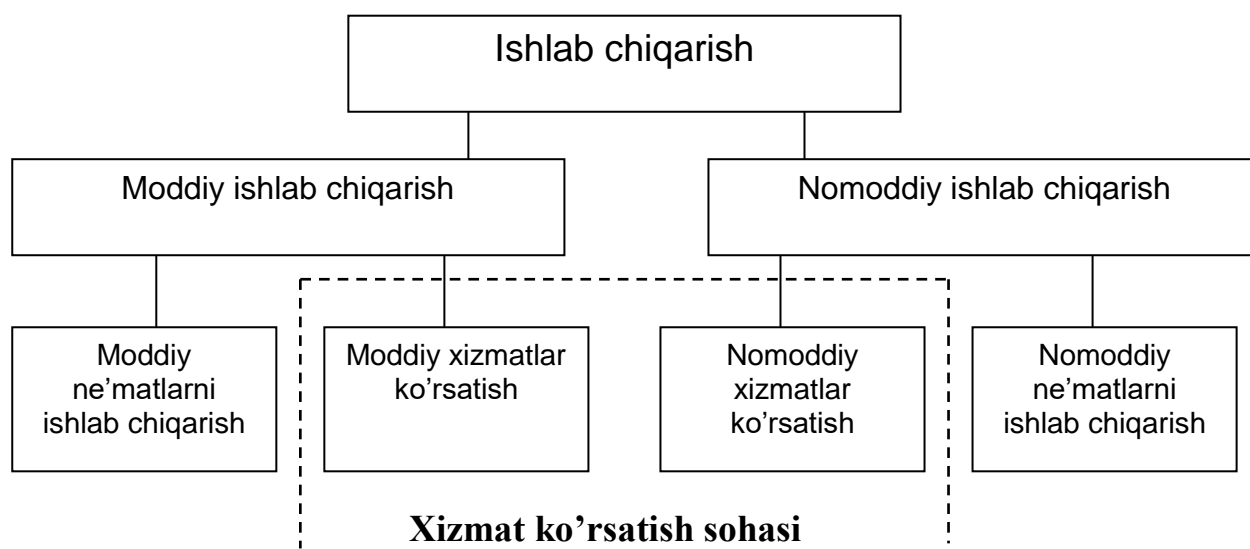 Ishlab chiqarish
Moddiy ishlab chiqarish
Nomoddiy ishlab chiqarish
Moddiy
ne’matlarni
ishlab chiqarish
Moddiy xizmatlar
ko’rsatish
Nomoddiy
xizmatlar
ko’rsatish
Nomoddiy
ne’matlarni
ishlab chiqarish
Xizmat ko’rsatish sohasi